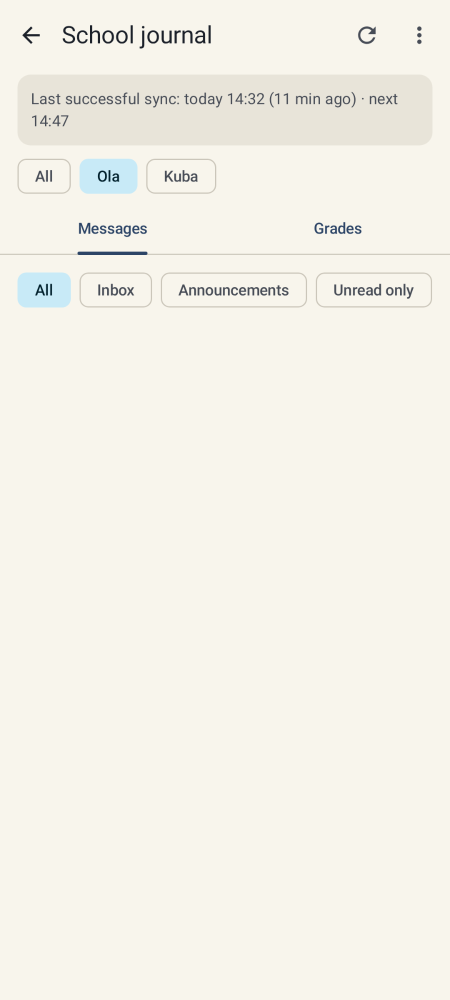 School journal
Last successful sync: today 14:32 (11 min ago) · next
14:47
All Ola Kuba
Messages Grades
All Inbox Announcements Unread only